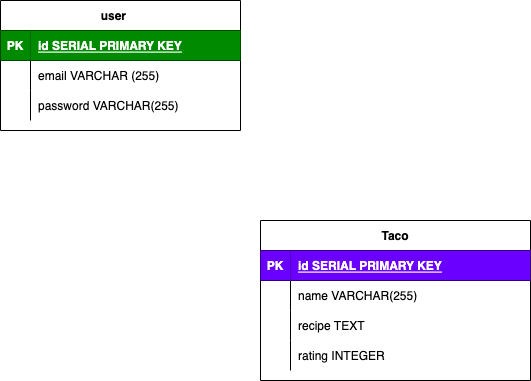 user
PK id SERIAL PRIMARY KEY
email VARCHAR (255)
password VARCHAR(255)
Taco
PK id SERIAL PRIMARY KEY
name VARCHAR(255)
recipe TEXT
rating INTEGER